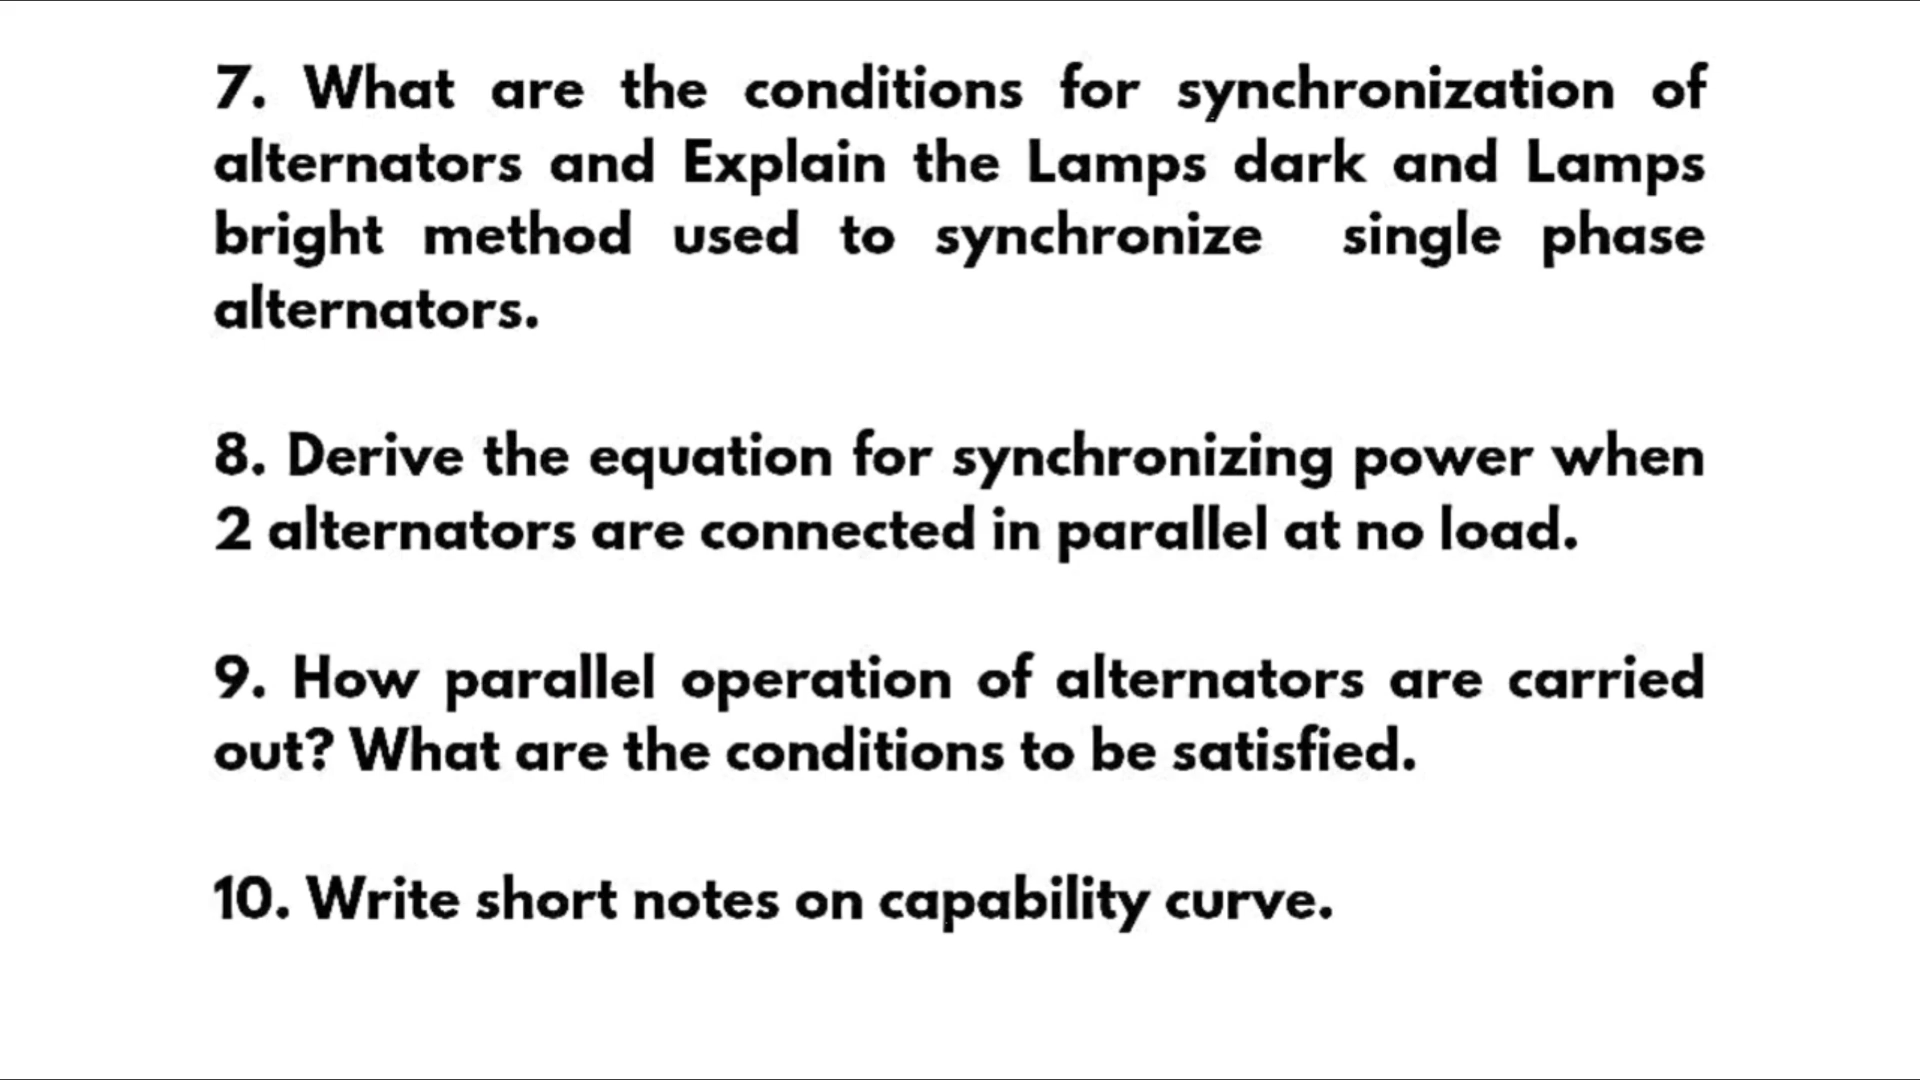 7. What are the conditions for synchronization of
alternators and Explain the Lamps dark and Lamps
bright method used to synchronize single phase
alternators.
8. Derive the equation for synchronizing power when
2 alternators are connected in parallel at no load.
9. How parallel operation of alternators are carried
out? What are the conditions to be satisfied.
10. Write short notes on capability curve.